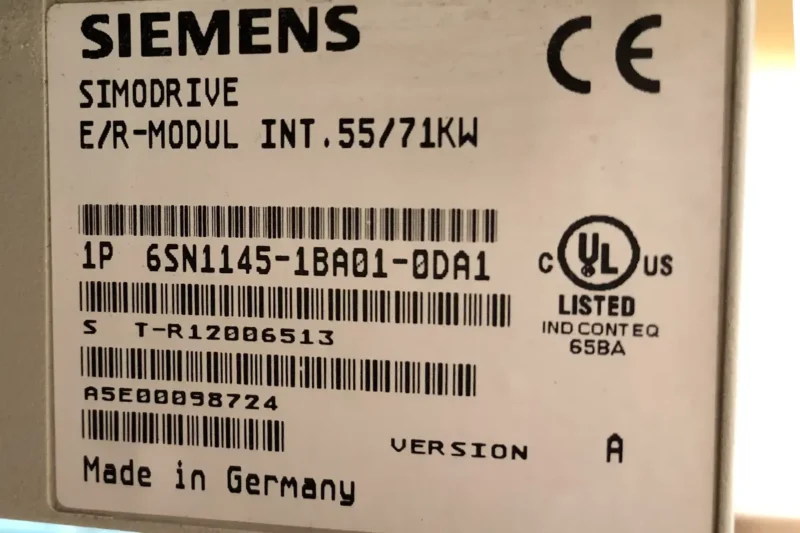 SIEMENS
CE
SIMODRIVE
E/R-MODUL INT.55/71KW
1P 6SN1145-1BA01-0DA1
C UL US
LISTED
IND CONT EQ
65BA
S T-R12006513
A5E00098724
VERSION A
Made in Germany